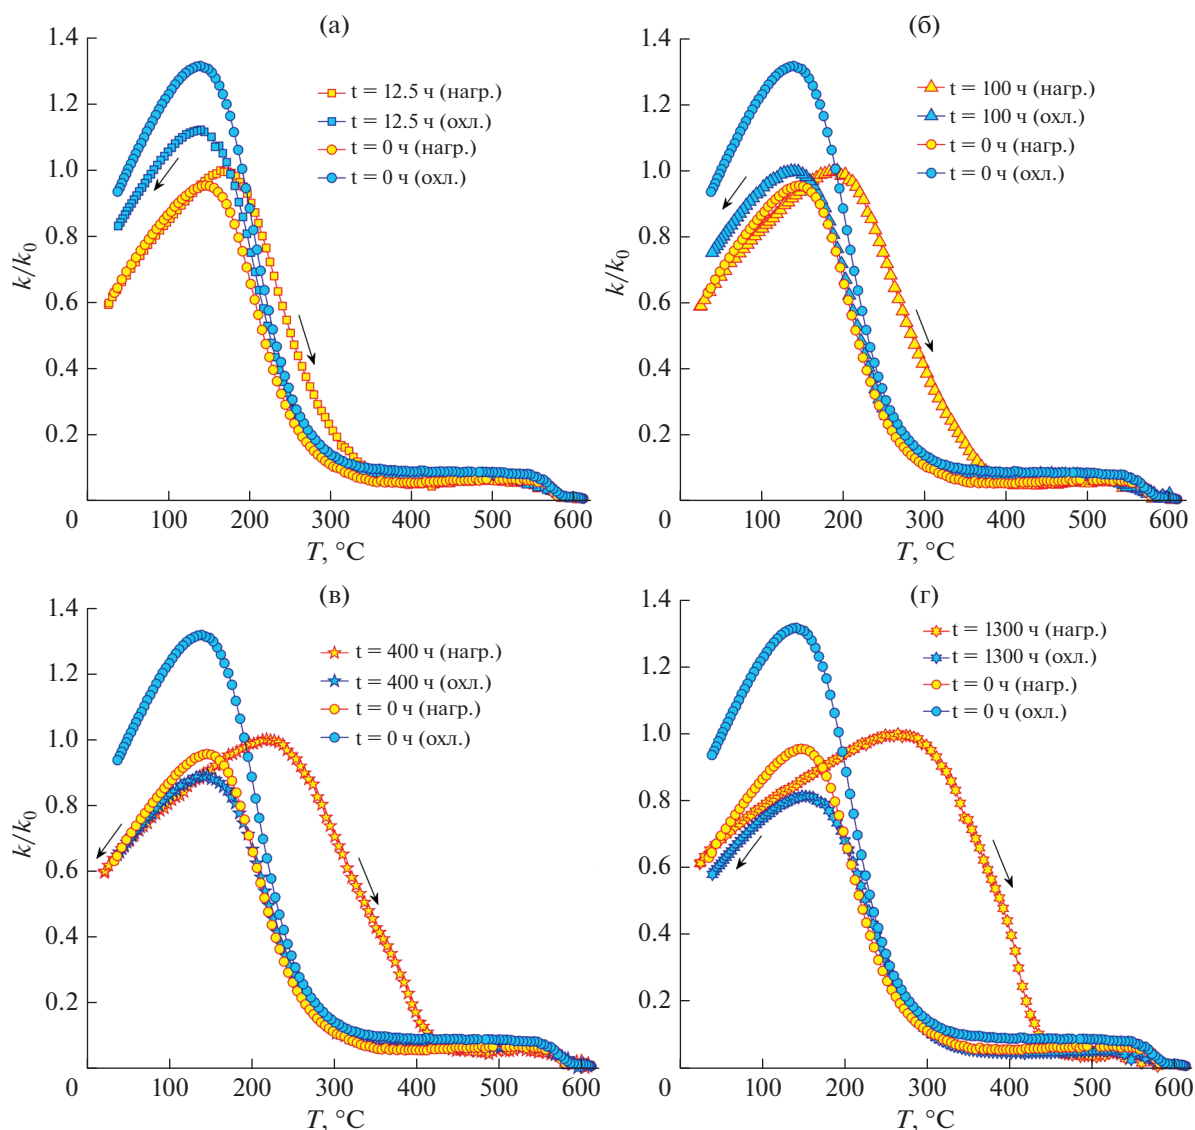 (а)
k/k0
1.4
1.2
1.0
0.8
0.6
0.4
0.2
0
100
200
300
400
500
600
T, °C
t = 12.5 ч (нагр.)
t = 12.5 ч (охл.)
t = 0 ч (нагр.)
t = 0 ч (охл.)
(б)
k/k0
1.4
1.2
1.0
0.8
0.6
0.4
0.2
0
100
200
300
400
500
600
T, °C
t = 100 ч (нагр.)
t = 100 ч (охл.)
t = 0 ч (нагр.)
t = 0 ч (охл.)
(в)
k/k0
1.4
1.2
1.0
0.8
0.6
0.4
0.2
0
100
200
300
400
500
600
T, °C
t = 400 ч (нагр.)
t = 400 ч (охл.)
t = 0 ч (нагр.)
t = 0 ч (охл.)
(г)
k/k0
1.4
1.2
1.0
0.8
0.6
0.4
0.2
0
100
200
300
400
500
600
T, °C
t = 1300 ч (нагр.)
t = 1300 ч (охл.)
t = 0 ч (нагр.)
t = 0 ч (охл.)